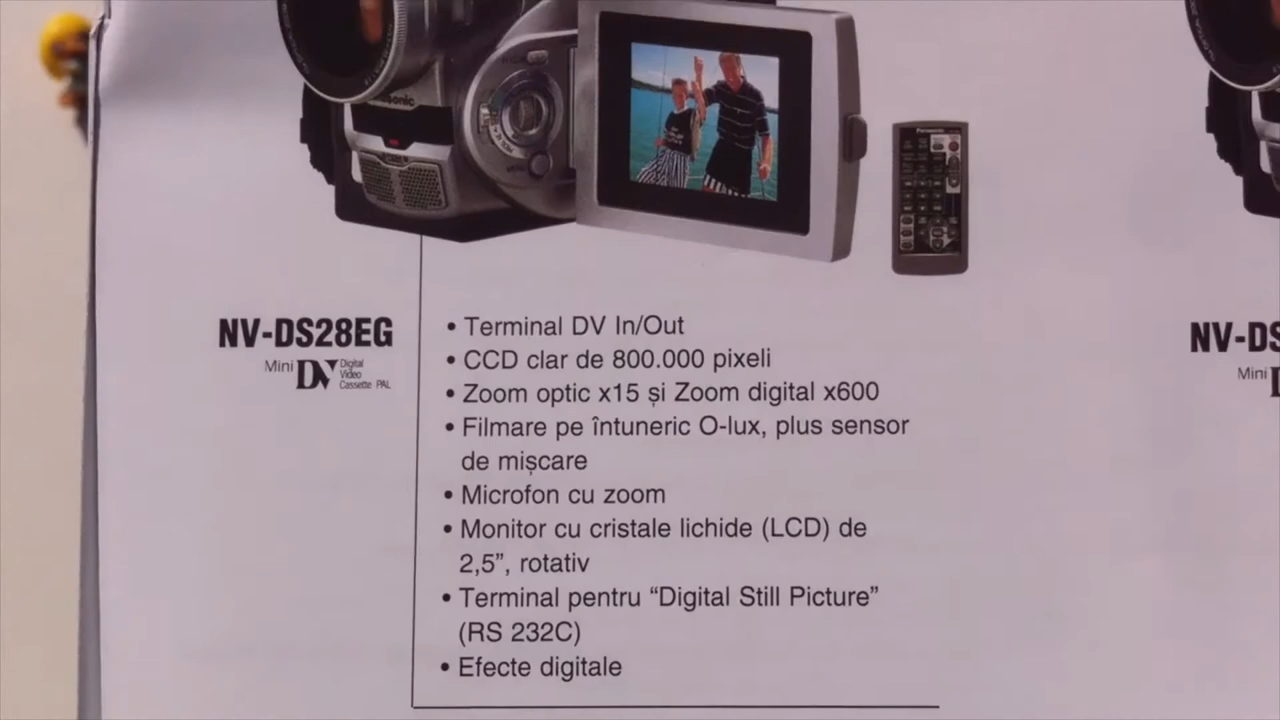 Panasonic
NV-DS28EG
Mini DV Digital
Video
Cassette PAL
• Terminal DV In/Out
• CCD clar de 800.000 pixeli
• Zoom optic x15 și Zoom digital x600
• Filmare pe întuneric O-lux, plus sensor
de mișcare
• Microfon cu zoom
• Monitor cu cristale lichide (LCD) de
2,5”, rotativ
• Terminal pentru “Digital Still Picture”
(RS 232C)
• Efecte digitale
NV-DS
Mini